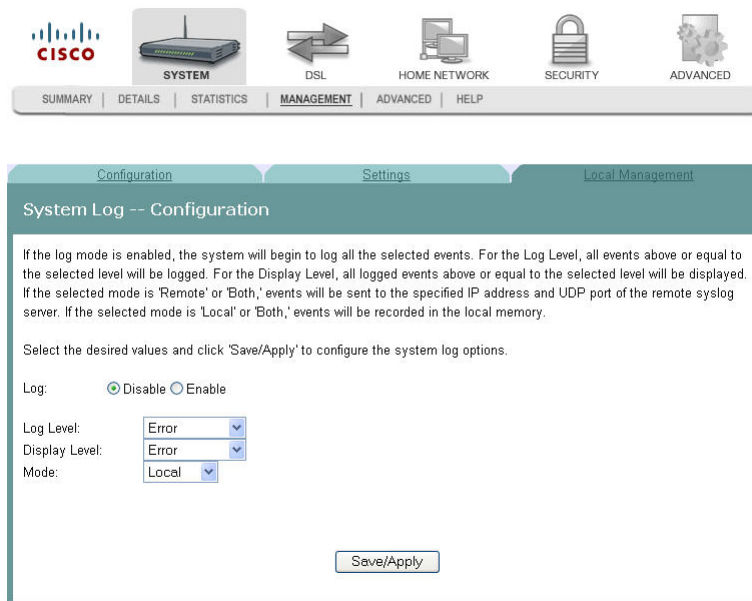 CISCO
SYSTEM
DSL
HOME NETWORK
SECURITY
ADVANCED
SUMMARY | DETAILS | STATISTICS | MANAGEMENT | ADVANCED | HELP
Configuration
Settings
Local Management
System Log -- Configuration
If the log mode is enabled, the system will begin to log all the selected events. For the Log Level, all events above or equal to
the selected level will be logged. For the Display Level, all logged events above or equal to the selected level will be displayed.
If the selected mode is 'Remote' or 'Both,' events will be sent to the specified IP address and UDP port of the remote syslog
server. If the selected mode is 'Local' or 'Both,' events will be recorded in the local memory.
Select the desired values and click 'Save/Apply' to configure the system log options.
Log: Disable Enable
Log Level: Error
Display Level: Error
Mode: Local
Save/Apply